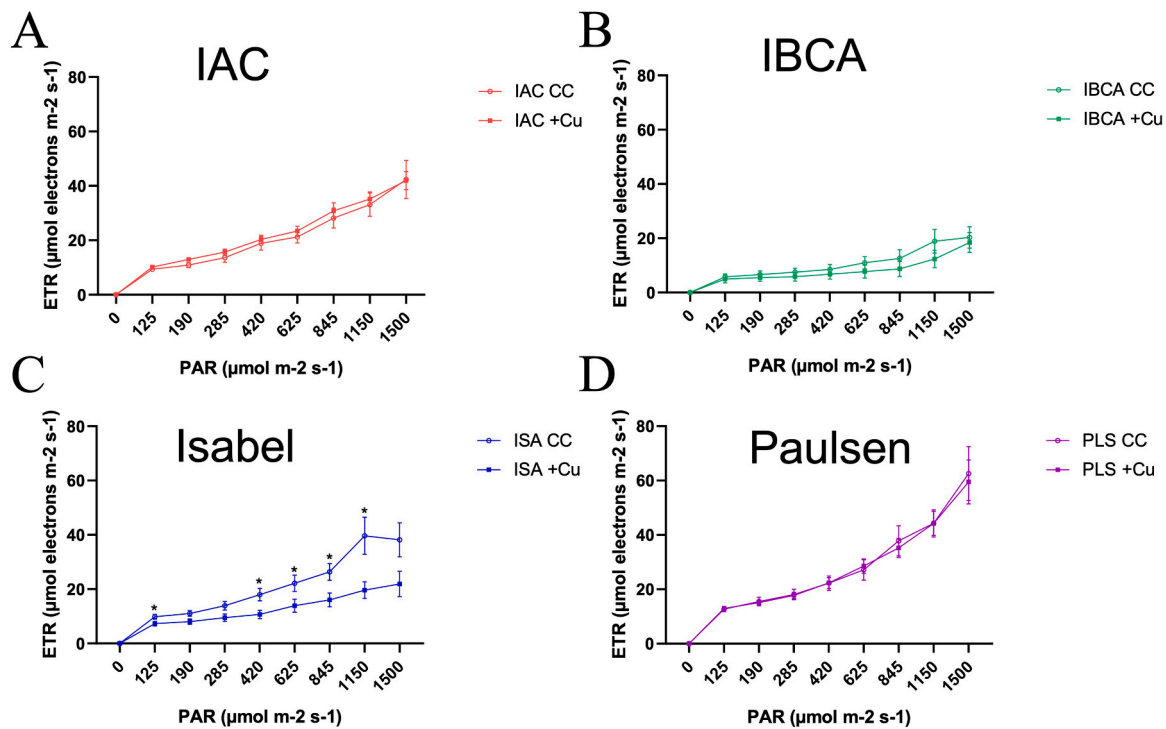 A
IAC
ETR (µmol electrons m-2 s-1)
80
60
40
20
0
0
125
190
285
420
625
845
1150
1500
PAR (µmol m-2 s-1)
IAC CC
IAC +Cu
B
IBCA
ETR (µmol electrons m-2 s-1)
80
60
40
20
0
0
125
190
285
420
625
845
1150
1500
PAR (µmol m-2 s-1)
IBCA CC
IBCA +Cu
C
Isabel
ETR (µmol electrons m-2 s-1)
80
60
40
20
0
*
*
*
*
*
0
125
190
285
420
625
845
1150
1500
PAR (µmol m-2 s-1)
ISA CC
ISA +Cu
D
Paulsen
ETR (µmol electrons m-2 s-1)
80
60
40
20
0
0
125
190
285
420
625
845
1150
1500
PAR (µmol m-2 s-1)
PLS CC
PLS +Cu